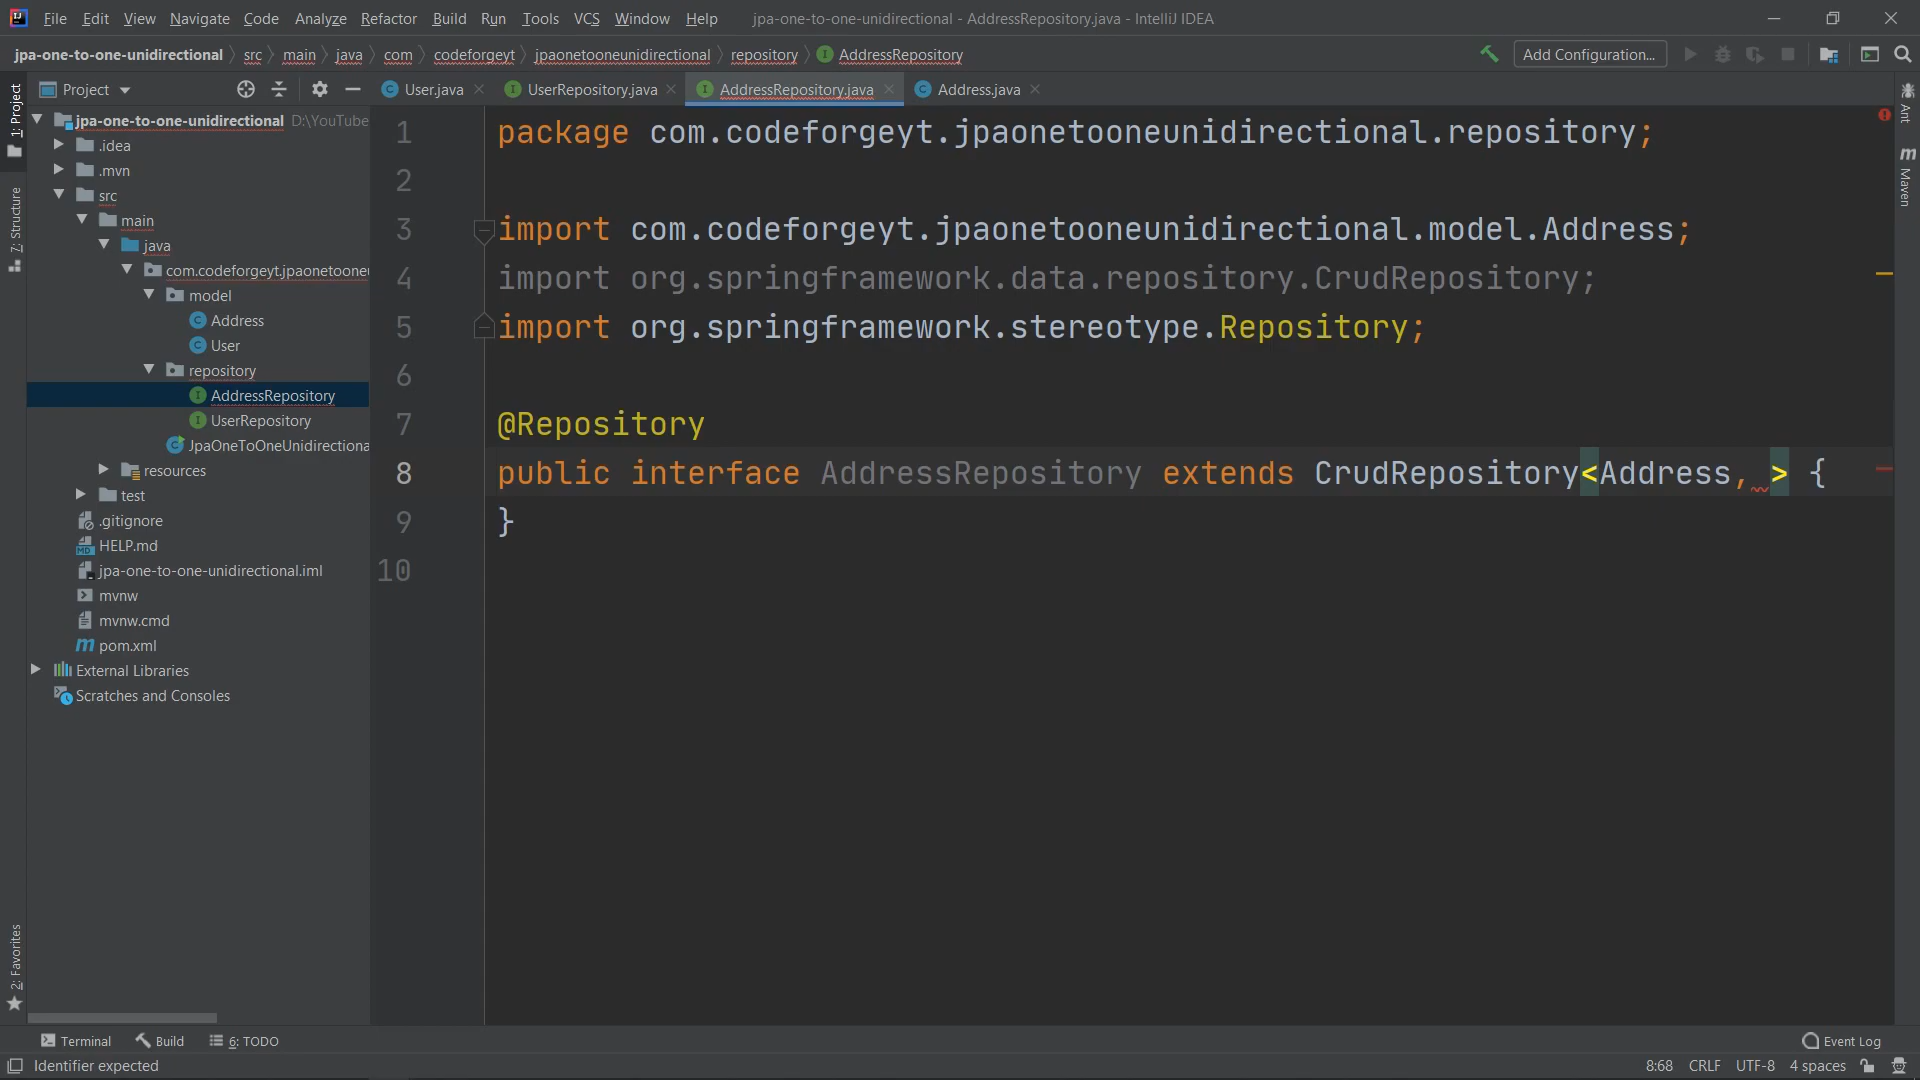 File Edit View Navigate Code Analyze Refactor Build Run Tools VCS Window Help jpa-one-to-one-unidirectional - AddressRepository.java - IntelliJ IDEA
jpa-one-to-one-unidirectional src main java com codeforgeyt jpaonetooneunidirectional repository AddressRepository Add Configuration...
Project User.java UserRepository.java AddressRepository.java Address.java
1: Project
7: Structure
2: Favorites
jpa-one-to-one-unidirectional D:\YouTube
.idea
.mvn
src
main
java
com.codeforgeyt.jpaonetoone
model
Address
User
repository
AddressRepository
UserRepository
JpaOneToOneUnidirectiona
resources
test
.gitignore
HELP.md
jpa-one-to-one-unidirectional.iml
mvnw
mvnw.cmd
pom.xml
External Libraries
Scratches and Consoles
1 package com.codeforgeyt.jpaonetooneunidirectional.repository;
2
3 import com.codeforgeyt.jpaonetooneunidirectional.model.Address;
4 import org.springframework.data.repository.CrudRepository;
5 import org.springframework.stereotype.Repository;
6
7 @Repository
8 public interface AddressRepository extends CrudRepository<Address, > {
9 }
10
Ant
Maven
Terminal Build 6: TODO Event Log
Identifier expected 8:68 CRLF UTF-8 4 spaces